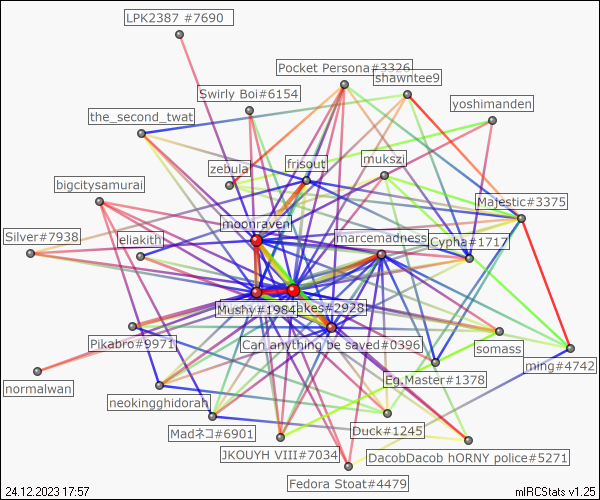 LPK2387 #7690
Pocket Persona#3326
shawntee9
Swirly Boi#6154
yoshimanden
the_second_twat
zebula
frisout
mukszi
bigcitysamurai
Majestic#3375
moonraven
Silver#7938
eliakith
marcemadness
Cypha#1717
Mushy#1984
akes#2928
Pikabro#9971
Can anything be saved#0396
somass
ming#4742
normalwan
Eg.Master#1378
neokingghidorah
Madネコ#6901
Duck#1245
JKOUYH VIII#7034
DacobDacob hORNY police#5271
Fedora Stoat#4479
24.12.2023 17:57
mIRCStats v1.25